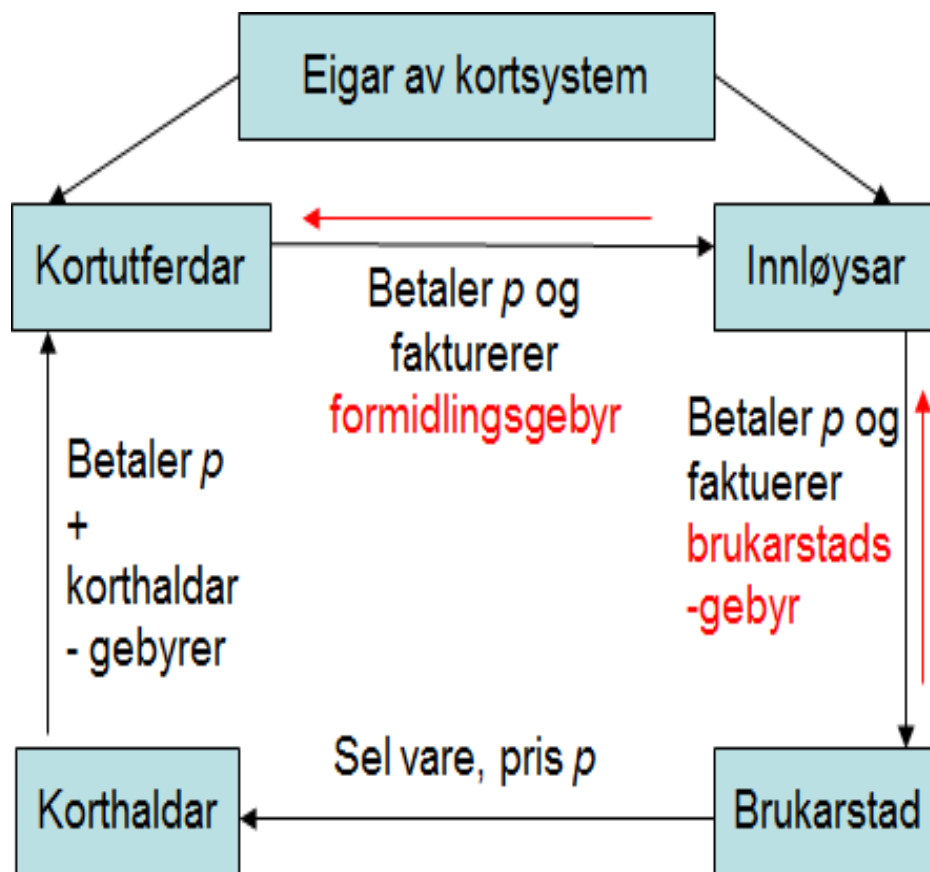 Eigar av kortsystem
Kortutferdar
Innløysar
Betaler p og
fakturerer
formidlingsgebyr
Betaler p og
faktuerer
brukarstads
-gebyr
Betaler p
+
korthaldar
- gebyrer
Sel vare, pris p
Korthaldar
Brukarstad